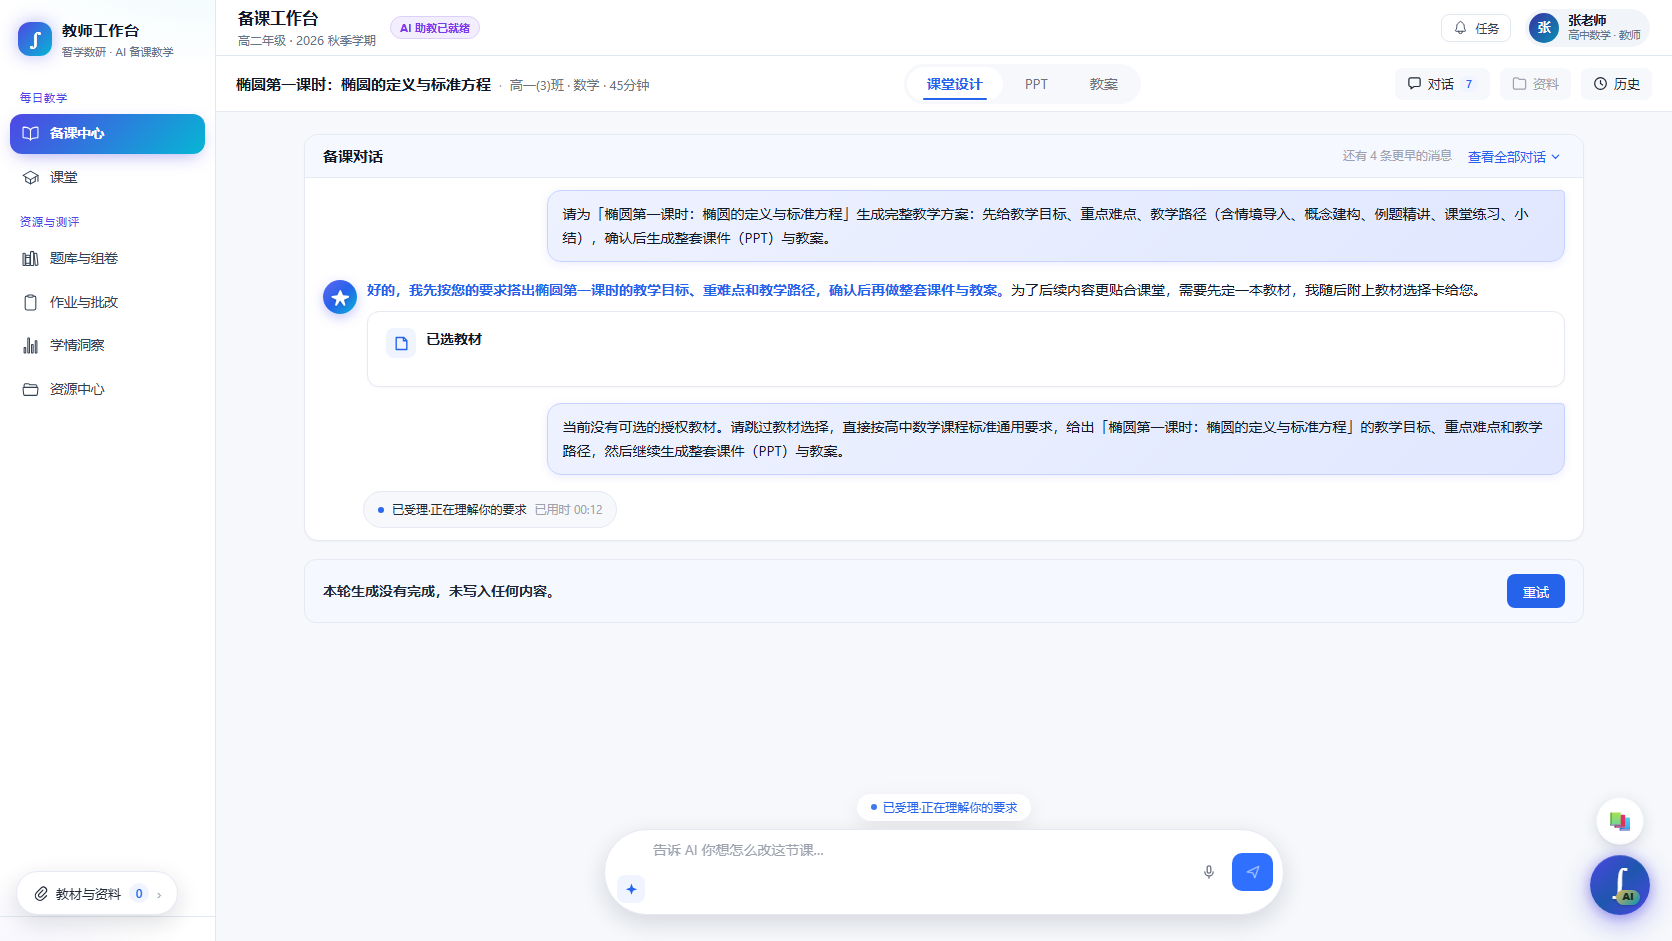 教师工作台
智学数研 · AI 备课教学
每日教学
备课中心
课堂
资源与测评
题库与组卷
作业与批改
学情洞察
资源中心
教材与资料 0 ›
备课工作台
高二年级 · 2026 秋季学期
AI 助教已就绪
任务
张
张老师
高中数学 · 教师
椭圆第一课时：椭圆的定义与标准方程 · 高一(3)班 · 数学 · 45分钟
课堂设计
PPT
教案
对话 7
资料
历史
备课对话
还有 4 条更早的消息
查看全部对话
请为「椭圆第一课时：椭圆的定义与标准方程」生成完整教学方案：先给教学目标、重点难点、教学路径（含情境导入、概念建构、例题精讲、课堂练习、小
结），确认后生成整套课件（PPT）与教案。
好的，我先按您的要求搭出椭圆第一课时的教学目标、重难点和教学路径，确认后再做整套课件与教案。为了后续内容更贴合课堂，需要先定一本教材，我随后附上教材选择卡给您。
已选教材
当前没有可选的授权教材。请跳过教材选择，直接按高中数学课程标准通用要求，给出「椭圆第一课时：椭圆的定义与标准方程」的教学目标、重点难点和教学
路径，然后继续生成整套课件（PPT）与教案。
已受理·正在理解你的要求 已用时 00:12
本轮生成没有完成，未写入任何内容。
重试
已受理·正在理解你的要求
告诉 AI 你想怎么改这节课...
AI